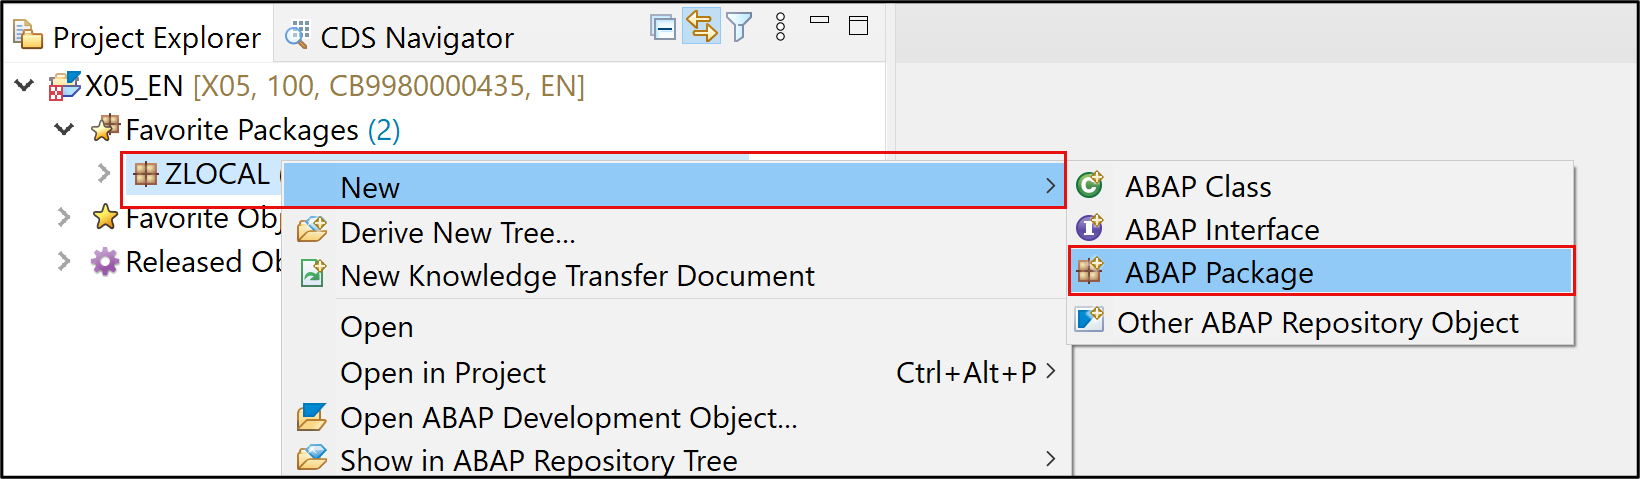 Project Explorer CDS Navigator
X05_EN [X05, 100, CB9980000435, EN]
Favorite Packages (2)
ZLOCAL
Favorite Obj
Released Ob
New
Derive New Tree...
New Knowledge Transfer Document
Open
Open in Project Ctrl+Alt+P
Open ABAP Development Object...
Show in ABAP Repository Tree
ABAP Class
ABAP Interface
ABAP Package
Other ABAP Repository Object